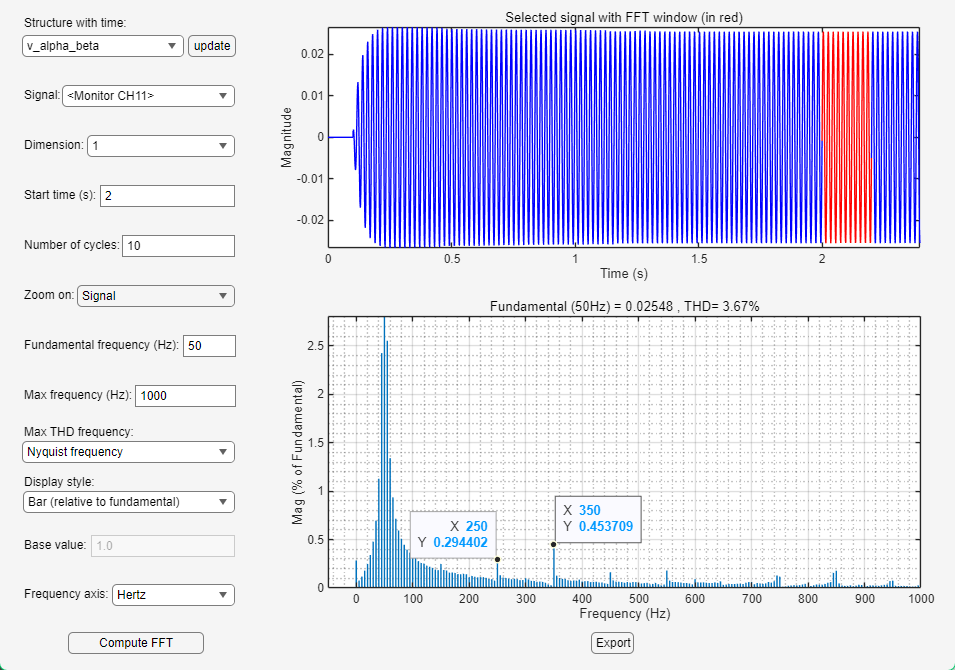 Structure with time:
v_alpha_beta
update
Signal: <Monitor CH11>
Dimension: 1
Start time (s): 2
Number of cycles: 10
Zoom on: Signal
Fundamental frequency (Hz): 50
Max frequency (Hz): 1000
Max THD frequency:
Nyquist frequency
Display style:
Bar (relative to fundamental)
Base value: 1.0
Frequency axis: Hertz
Compute FFT
Selected signal with FFT window (in red)
Magnitude
0.02
0.01
0
-0.01
-0.02
0 0.5 1 1.5 2
Time (s)
Fundamental (50Hz) = 0.02548 , THD= 3.67%
Mag (% of Fundamental)
2.5
2
1.5
1
0.5
0
X 250
Y 0.294402
X 350
Y 0.453709
0 100 200 300 400 500 600 700 800 900 1000
Frequency (Hz)
Export